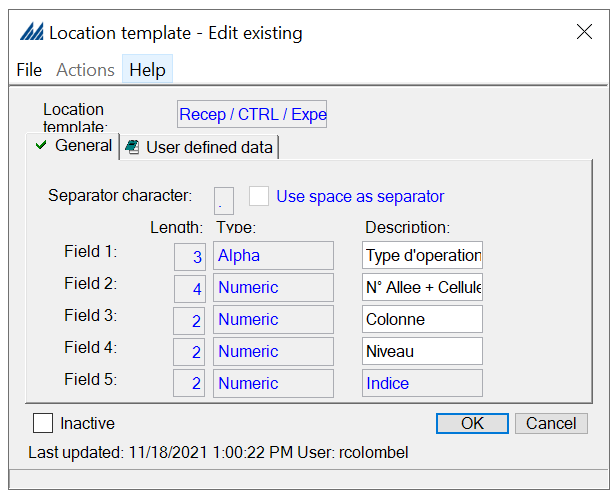 Location template - Edit existing
File Actions Help
Location template: Recep / CTRL / Expe
General User defined data
Separator character: . Use space as separator
Length: Type: Description:
Field 1: 3 Alpha Type d'operation
Field 2: 4 Numeric N° Allee + Cellule
Field 3: 2 Numeric Colonne
Field 4: 2 Numeric Niveau
Field 5: 2 Numeric Indice
Inactive OK Cancel
Last updated: 11/18/2021 1:00:22 PM User: rcolombel